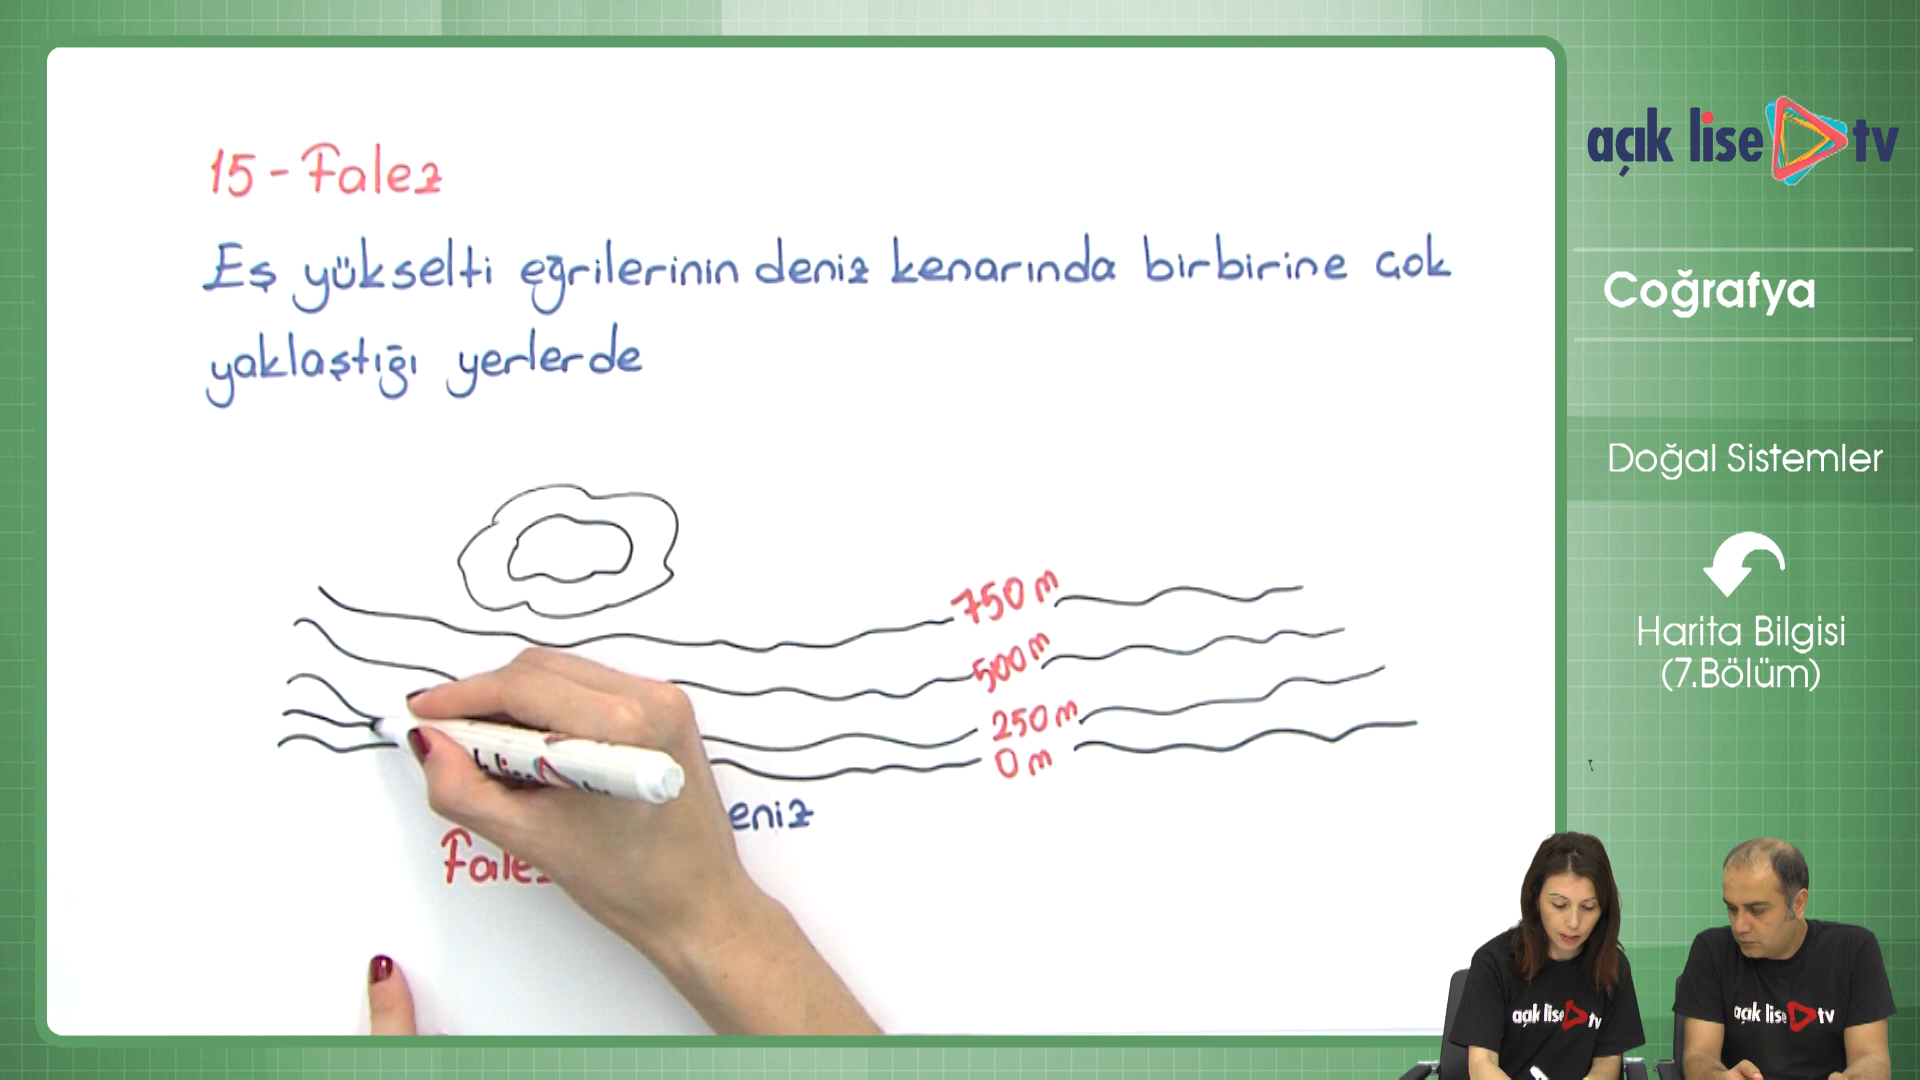 15 - Falez
Eş yükselti eğrilerinin deniz kenarında birbirine çok
yaklaştığı yerlerde
750 m
500 m
250 m
0 m
eniz
Fale
açık lise tv
Coğrafya
Doğal Sistemler
Harita Bilgisi
(7.Bölüm)
açık lise tv
açık lise tv